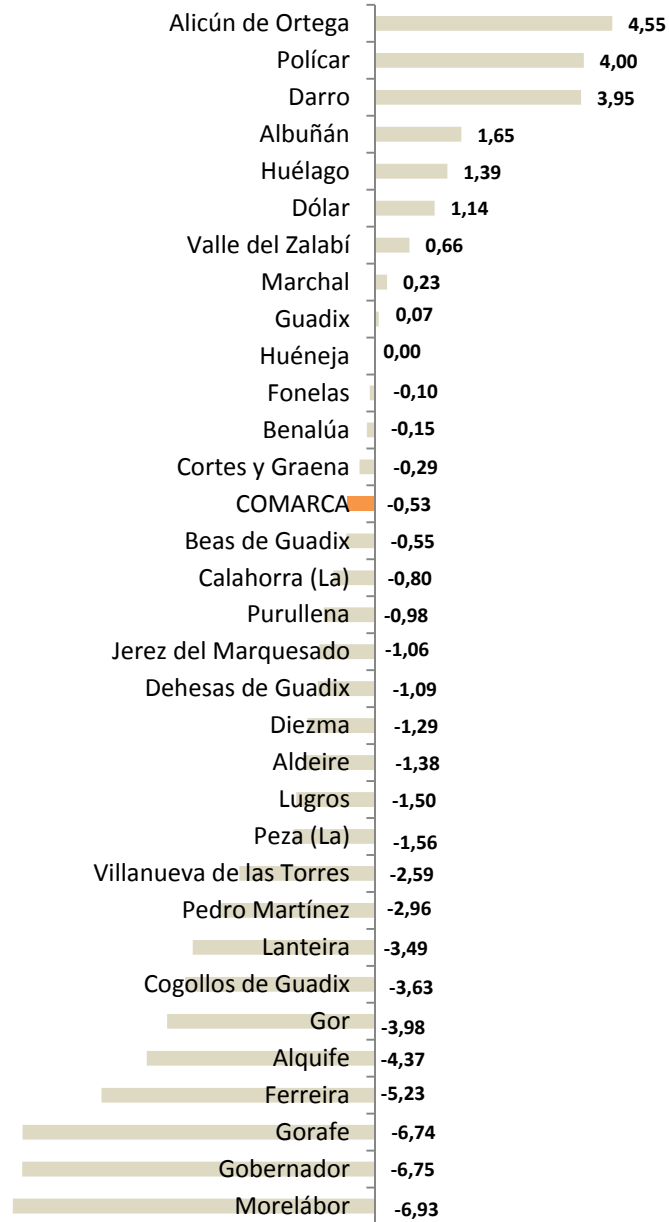 Alicún de Ortega 4,55
Polícar 4,00
Darro 3,95
Albuñán 1,65
Huélago 1,39
Dólar 1,14
Valle del Zalabí 0,66
Marchal 0,23
Guadix 0,07
Huéneja 0,00
Fonelas -0,10
Benalúa -0,15
Cortes y Graena -0,29
COMARCA -0,53
Beas de Guadix -0,55
Calahorra (La) -0,80
Purullena -0,98
Jerez del Marquesado -1,06
Dehesas de Guadix -1,09
Diezma -1,29
Aldeire -1,38
Lugros -1,50
Peza (La) -1,56
Villanueva de las Torres -2,59
Pedro Martínez -2,96
Lanteira -3,49
Cogollos de Guadix -3,63
Gor -3,98
Alquife -4,37
Ferreira -5,23
Gorafe -6,74
Gobernador -6,75
Morelábor -6,93